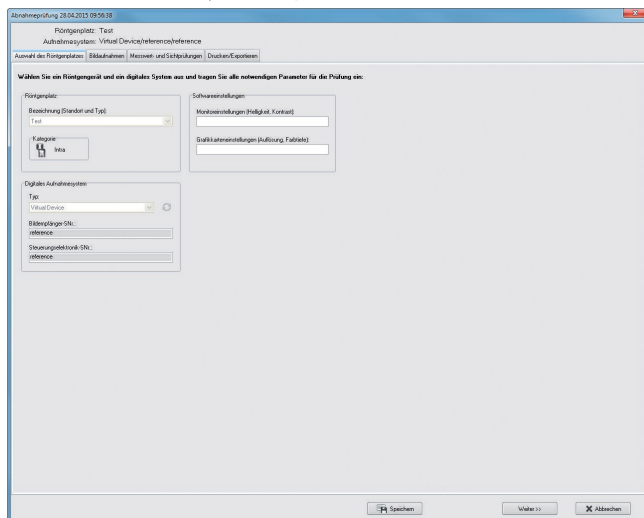 Abnahmeprüfung 28.04.2015 09:56:38
Röntgenplatz: Test
Aufnahmesystem: Virtual Device/reference/reference
Auswahl des Röntgenplatzes Bildaufnahmen Messwert- und Sichtprüfungen Drucken/Exportieren
Wählen Sie ein Röntgengerät und ein digitales System aus und tragen Sie alle notwendigen Parameter für die Prüfung ein:
Röntgenplatz
Bezeichnung (Standort und Typ):
Test
Kategorie
Intra
Softwareeinstellungen
Monitoreinstellungen (Helligkeit, Kontrast):
Grafikkarteneinstellungen (Auflösung, Farbtiefe):
Digitales Aufnahmesystem
Typ:
Virtual Device
Bildempfänger-SNr.:
reference
Steuerungselektronik-SNr.:
reference
Speichern Weiter >> Abbrechen